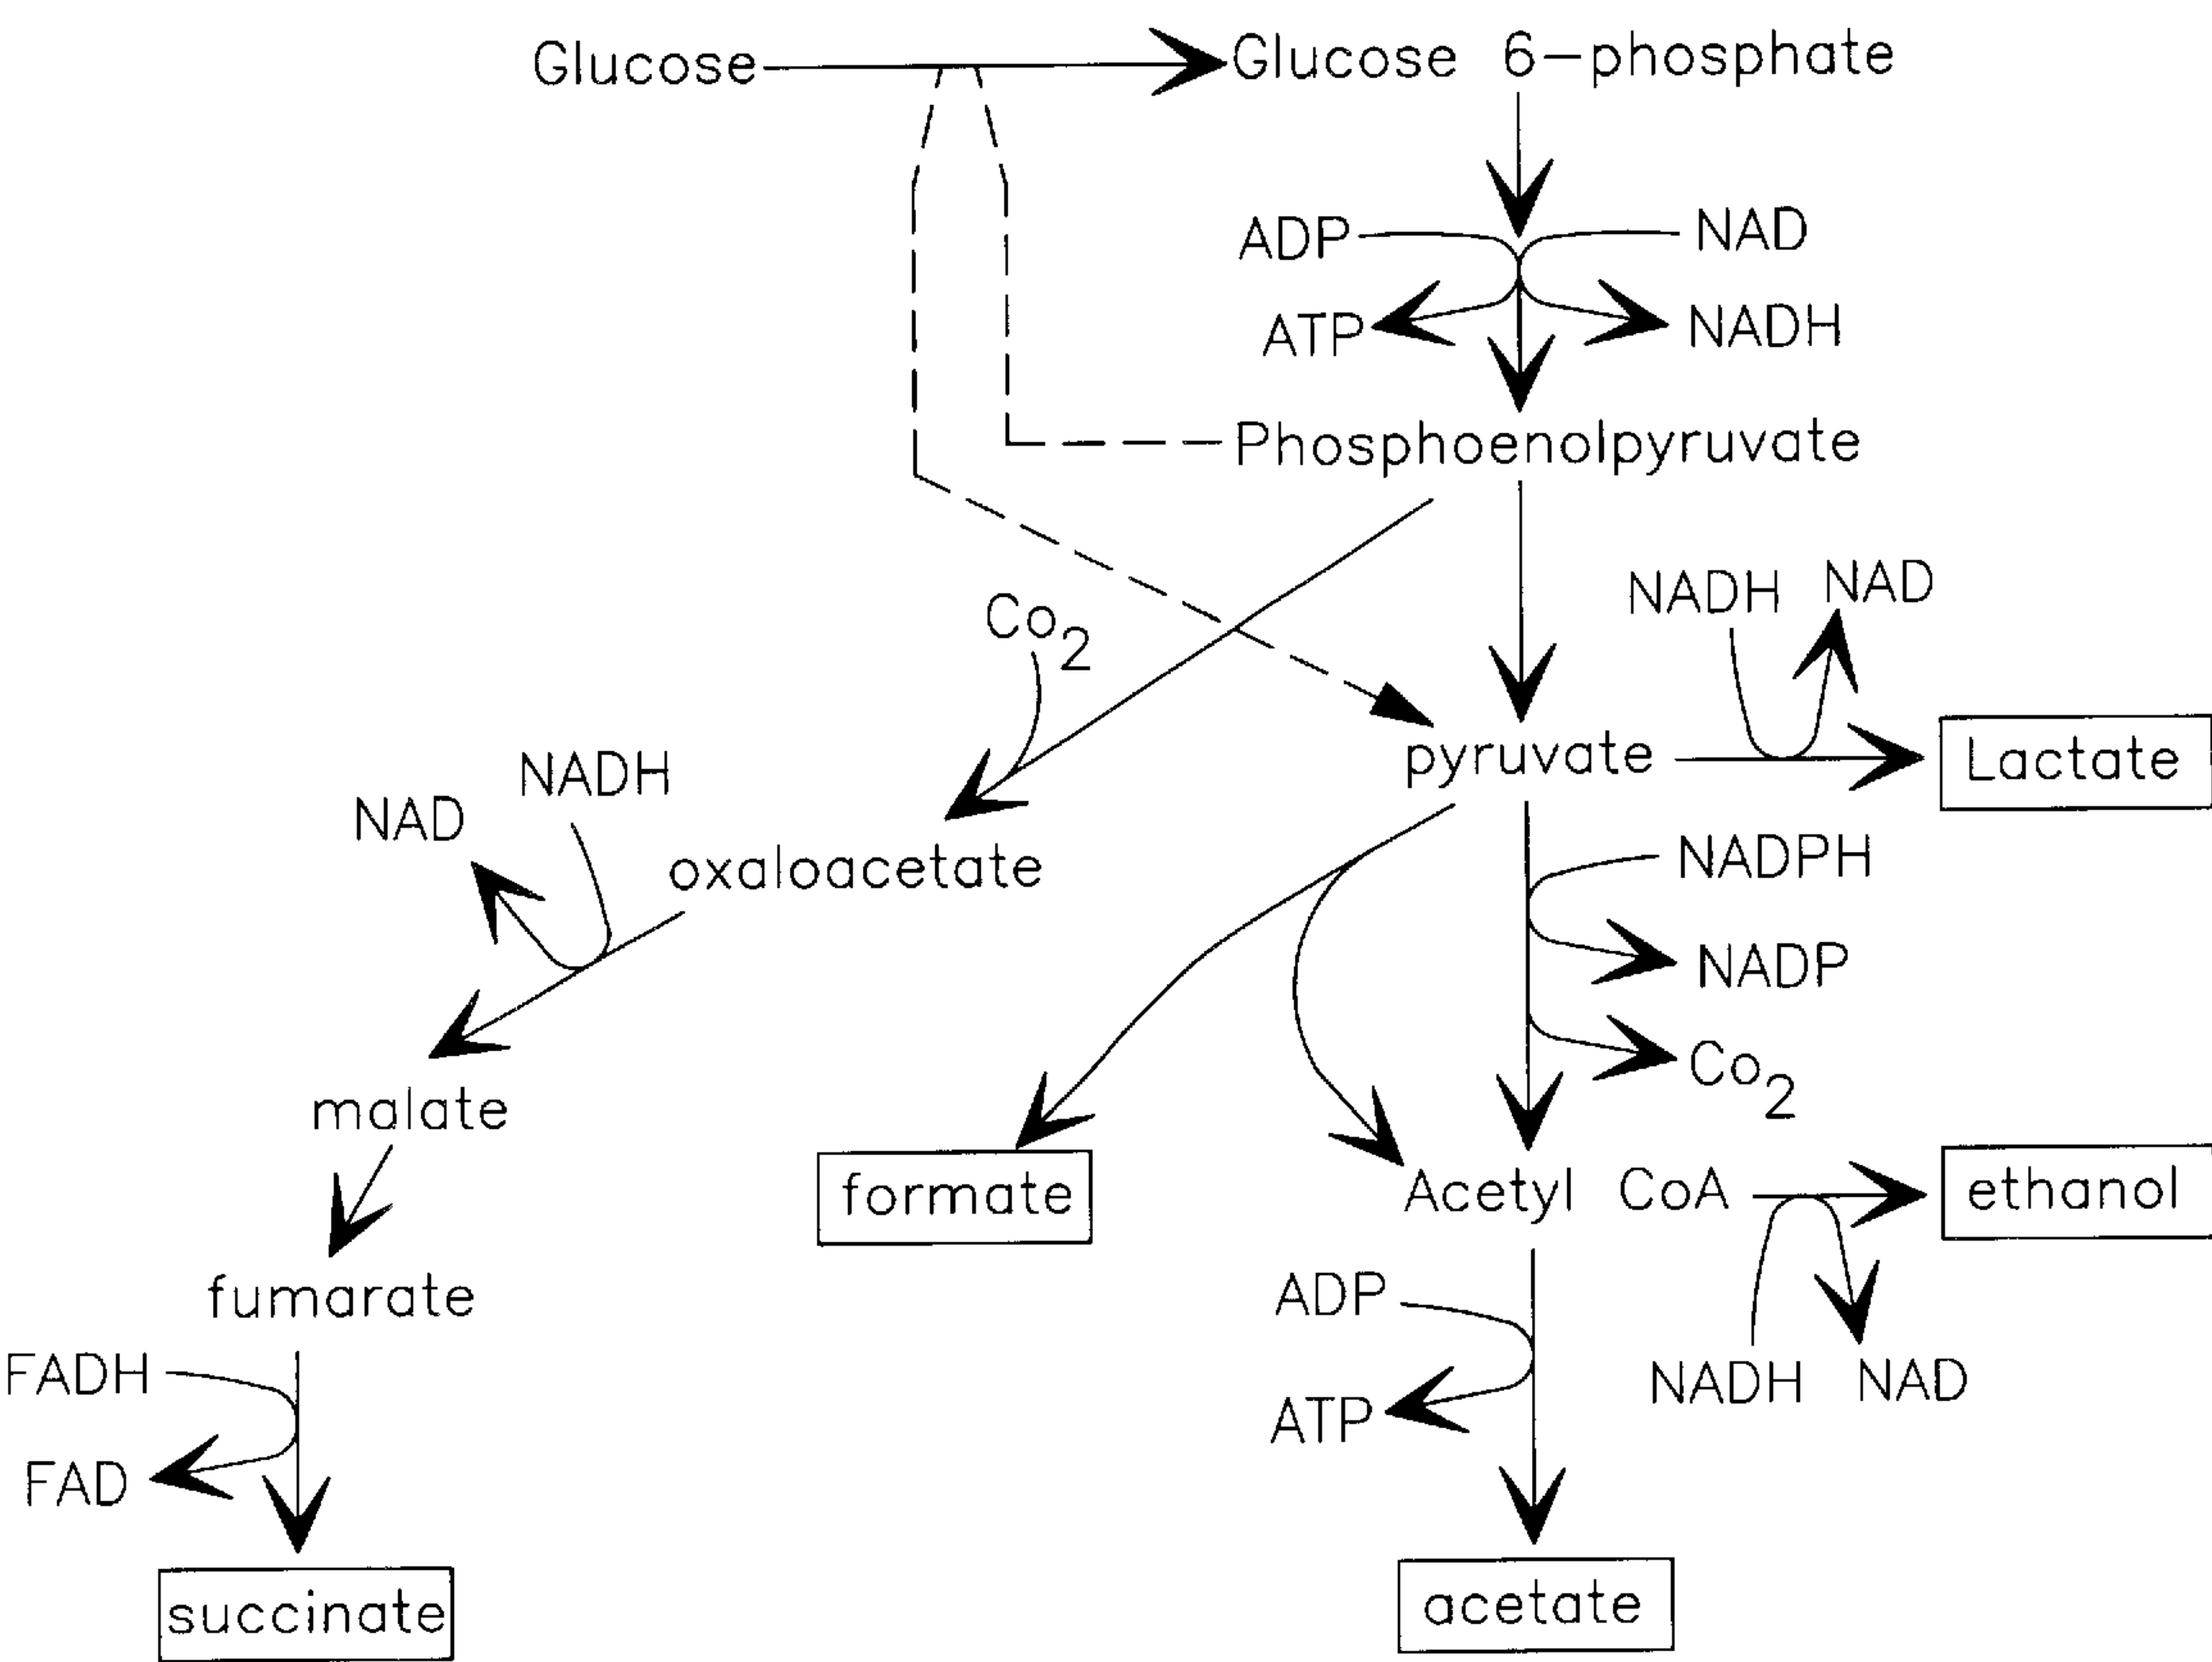 Glucose
Glucose 6-phosphate
ADP
NAD
ATP
NADH
Phosphoenolpyruvate
Co2
NADH
NAD
pyruvate
Lactate
NADH
NAD
oxaloacetate
NADPH
NADP
Co2
malate
formate
Acetyl CoA
ethanol
fumarate
ADP
FADH
NADH
NAD
ATP
FAD
succinate
acetate